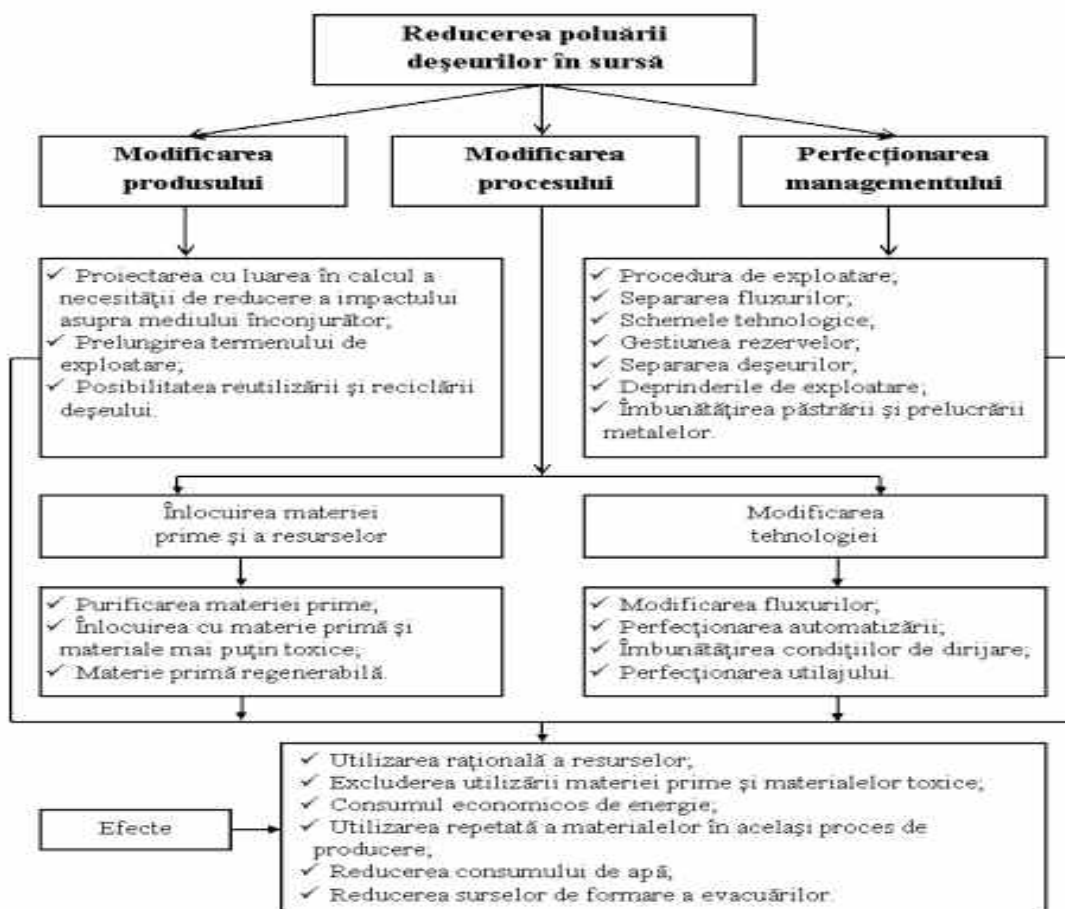 Reducerea poluării
deşeurilor în sursă
Modificarea
produsului
Modificarea
procesului
Perfecţionarea
managementului
✓ Proiectarea cu luarea în calcul a
necesităţii de reducere a impactului
asupra mediului înconjurător;
✓ Prelungirea termenului de
exploatare;
✓ Posibilitatea reutilizării şi reciclării
deşeului.
✓ Procedura de exploatare;
✓ Separarea fluxurilor;
✓ Schemele tehnologice;
✓ Gestiunea rezervelor;
✓ Separarea deşeurilor;
✓ Deprinderile de exploatare;
✓ Îmbunătăţirea păstrării şi prelucrării
metalelor.
Înlocuirea materiei
prime şi a resurselor
Modificarea
tehnologiei
✓ Purificarea materiei prime;
✓ Înlocuirea cu materie primă şi
materiale mai puţin toxice;
✓ Materie primă regenerabilă.
✓ Modificarea fluxurilor;
✓ Perfecţionarea automatizării;
✓ Îmbunătăţirea condiţiilor de dirijare;
✓ Perfecţionarea utilajului.
Efecte
✓ Utilizarea raţională a resurselor;
✓ Excluderea utilizării materiei prime şi materialelor toxice;
✓ Consumul economicos de energie;
✓ Utilizarea repetată a materialelor în acelaşi proces de
producere;
✓ Reducerea consumului de apă;
✓ Reducerea surselor de formare a evacuărilor.